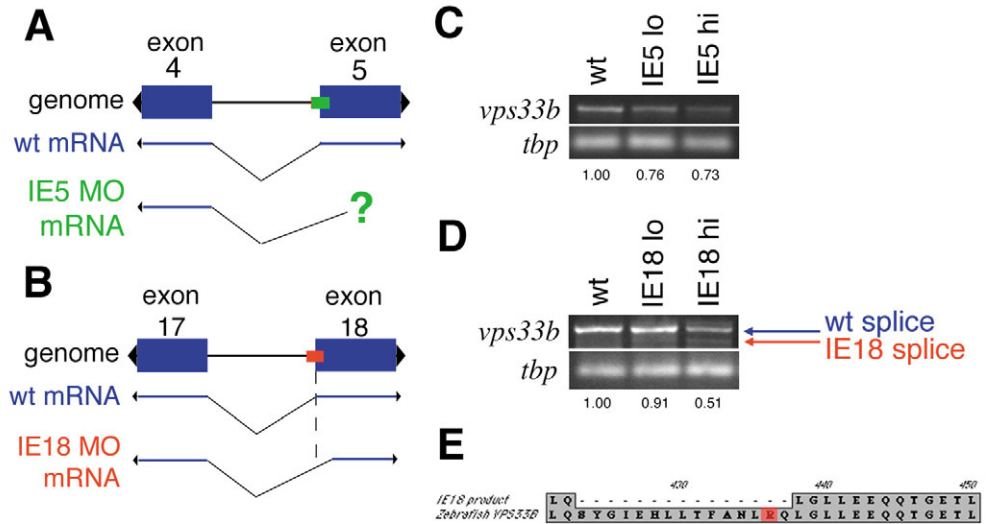 A
exon
4
exon
5
genome
wt mRNA
IE5 MO
mRNA
?
B
exon
17
exon
18
genome
wt mRNA
IE18 MO
mRNA
C
wt
IE5 lo
IE5 hi
vps33b
tbp
1.00 0.76 0.73
D
wt
IE18 lo
IE18 hi
vps33b
wt splice
IE18 splice
tbp
1.00 0.91 0.51
E
430 440 450
IE18 product L Q - - - - - - - - - - - - - - - L G L L E E Q Q T G E T L
Zebrafish VPS33B L Q S Y G I E H L L T F A N L R Q L G L L E E Q Q T G E T L